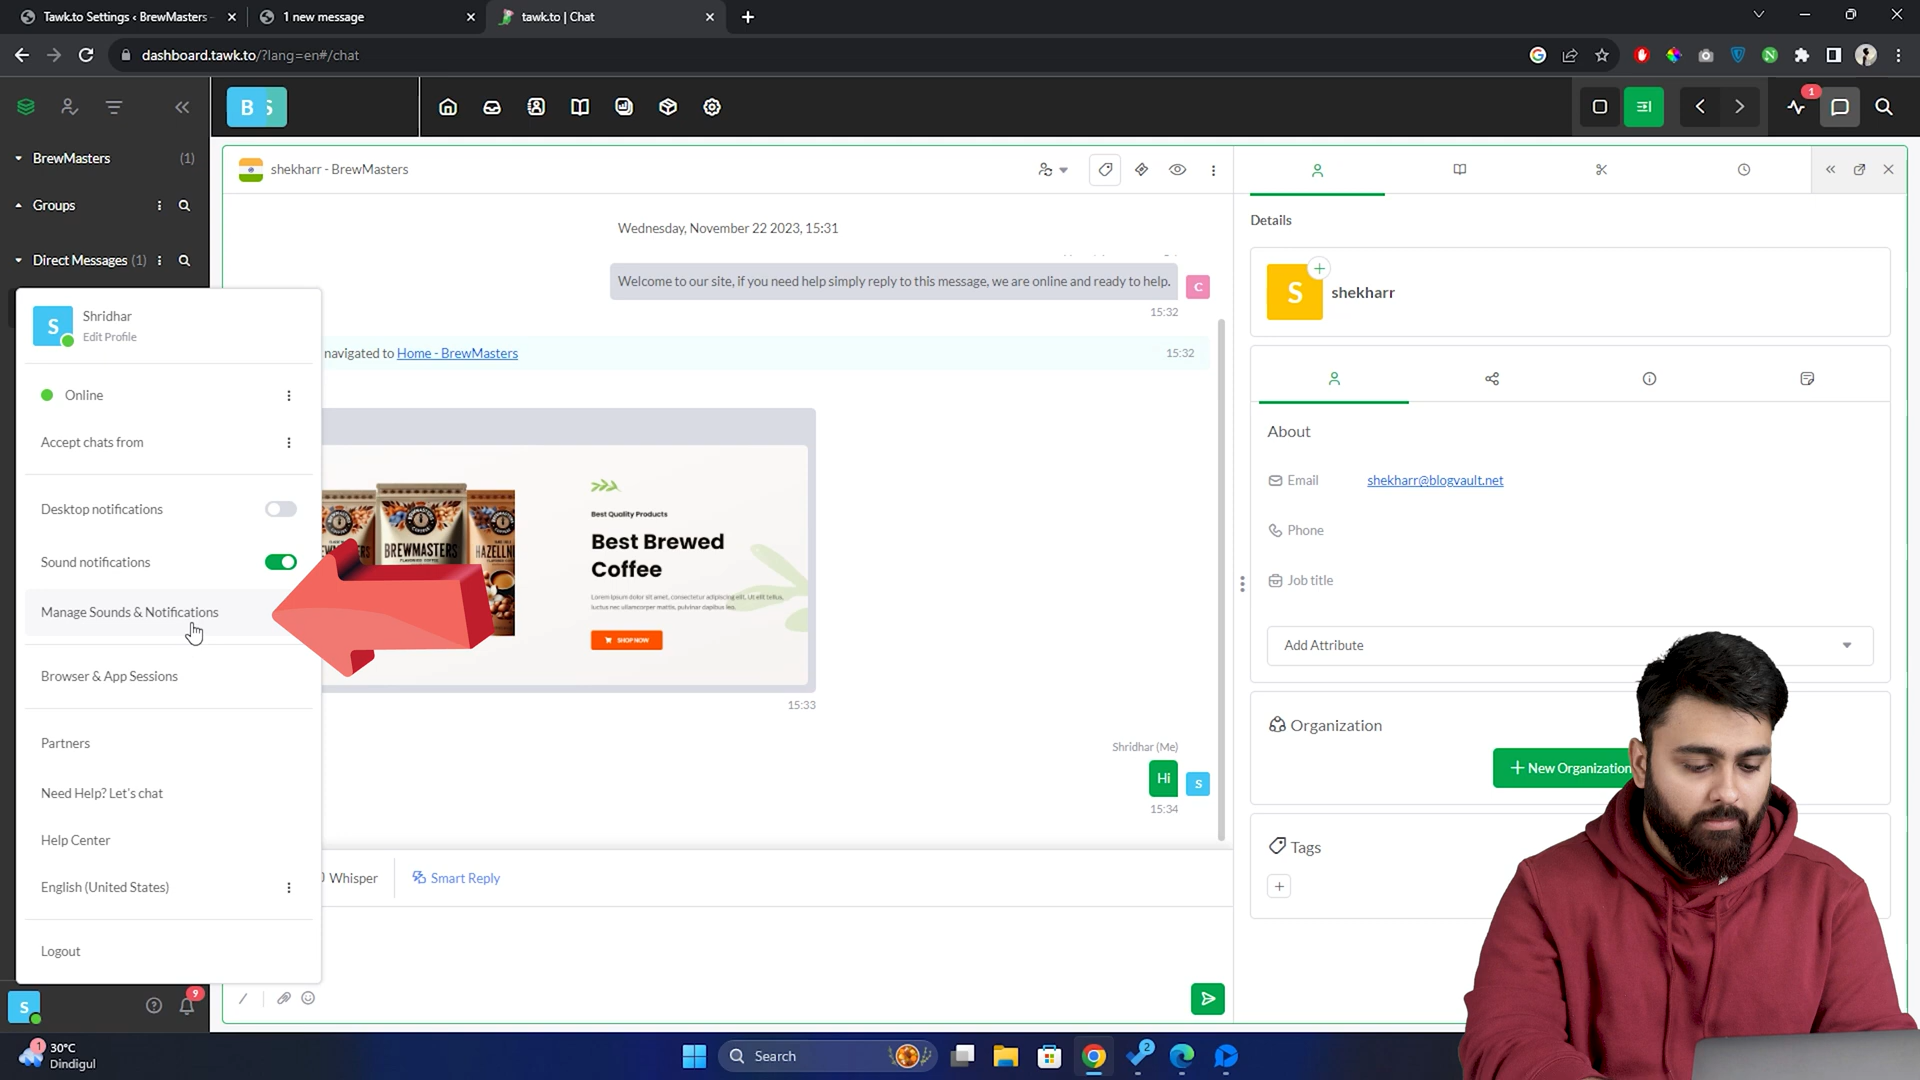 Tawk.to Settings ‹ BrewMasters
1 new message
tawk.to | Chat
dashboard.tawk.to/?lang=en#/chat
B S
1
BrewMasters (1)
Groups
Direct Messages (1)
shekharr - BrewMasters
Wednesday, November 22 2023, 15:31
Welcome to our site, if you need help simply reply to this message, we are online and ready to help.
C
15:32
navigated to Home - BrewMasters
15:32
Best Quality Products
Best Brewed
Coffee
SHOP NOW
BREWMASTERS
15:33
Shridhar (Me)
Hi
S
15:34
Whisper
Smart Reply
S
Shridhar
Edit Profile
Online
Accept chats from
Desktop notifications
Sound notifications
Manage Sounds & Notifications
Browser & App Sessions
Partners
Need Help? Let's chat
Help Center
English (United States)
Logout
S
9
Details
S
shekharr
About
Email
shekharr@blogvault.net
Phone
Job title
Add Attribute
Organization
+ New Organization
Tags
1
30°C
Dindigul
Search
2